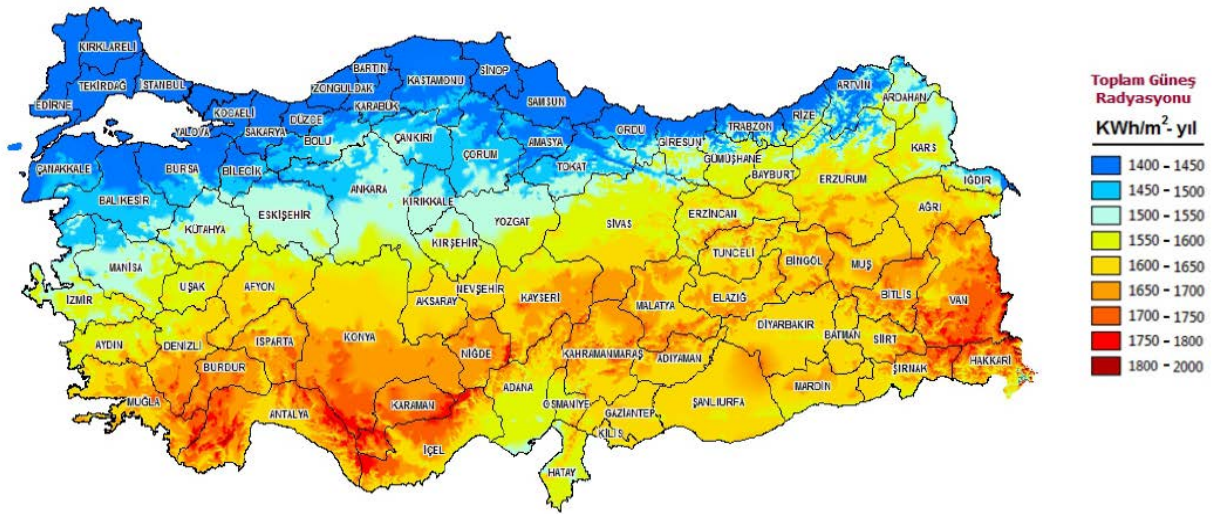 KIRKLARELİ
TEKİRDAĞ
İSTANBUL
EDİRNE
KOCAELİ
YALOVA
SAKARYA
DÜZCE
BOLU
ZONGULDAK
BARTIN
KARABÜK
KASTAMONU
SİNOP
SAMSUN
ÇANKIRI
ÇORUM
AMASYA
TOKAT
ORDU
GİRESUN
TRABZON
RİZE
ARTVİN
ARDAHAN
GÜMÜŞHANE
BAYBURT
ERZURUM
KARS
IĞDIR
AĞRI
ÇANAKKALE
BURSA
BİLECİK
BALIKESİR
KÜTAHYA
ESKİŞEHİR
ANKARA
KIRIKKALE
YOZGAT
KIRŞEHİR
SİVAS
ERZİNCAN
TUNCELİ
BİNGÖL
MUŞ
BİTLİS
VAN
MANİSA
İZMİR
UŞAK
AFYON
AKSARAY
NEVŞEHİR
KAYSERİ
MALATYA
ELAZIĞ
DİYARBAKIR
BATMAN
SİİRT
ŞIRNAK
HAKKARİ
AYDIN
DENİZLİ
ISPARTA
BURDUR
KONYA
NİĞDE
KAHRAMANMARAŞ
ADIYAMAN
MARDİN
ŞANLIURFA
GAZİANTEP
KİLİS
OSMANİYE
ADANA
HATAY
MUĞLA
ANTALYA
KARAMAN
İÇEL
Toplam Güneş
Radyasyonu
KWh/m²- yıl
1400 - 1450
1450 - 1500
1500 - 1550
1550 - 1600
1600 - 1650
1650 - 1700
1700 - 1750
1750 - 1800
1800 - 2000